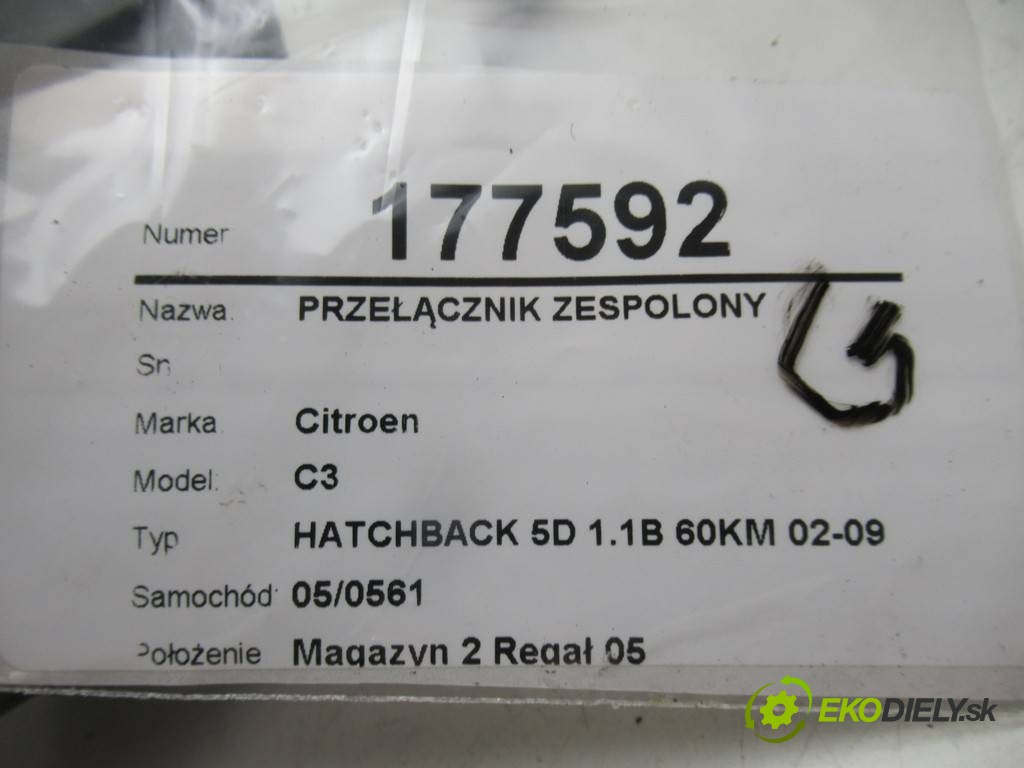 Numer 177592
Nazwa: PRZEŁĄCZNIK ZESPOLONY
Sn:
Marka: Citroen
Model: C3
Typ HATCHBACK 5D 1.1B 60KM 02-09
Samochód: 05/0561
Położenie Magazyn 2 Regał 05
EKODIELY.sk